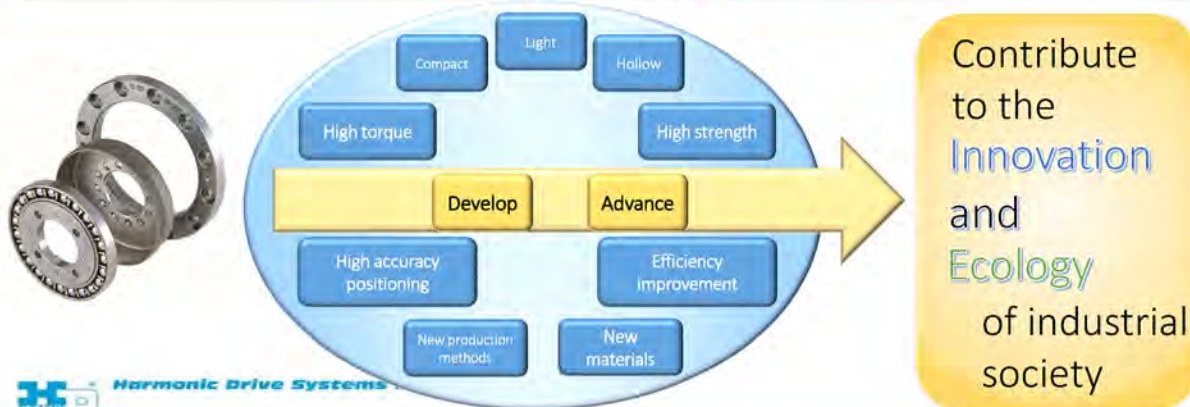 Light
Compact
Hollow
High torque
High strength
Develop
Advance
High accuracy
positioning
Efficiency
improvement
New production
methods
New
materials
Contribute
to the
Innovation
and
Ecology
of industrial
society
Harmonic Drive Systems